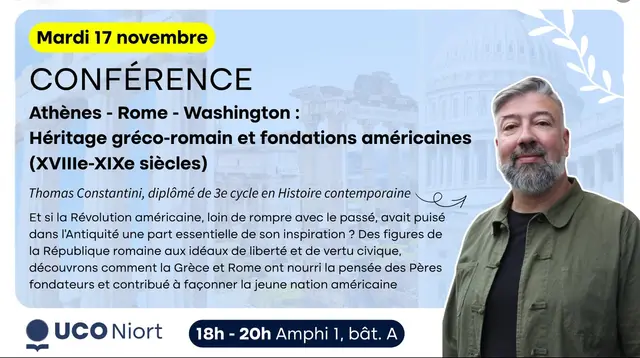 Mardi 17 novembre
CONFÉRENCE
Athènes - Rome - Washington :
Héritage gréco-romain et fondations américaines
(XVIIIe-XIXe siècles)
Thomas Constantini, diplômé de 3e cycle en Histoire contemporaine
Et si la Révolution américaine, loin de rompre avec le passé, avait puisé
dans l'Antiquité une part essentielle de son inspiration ? Des figures de
la République romaine aux idéaux de liberté et de vertu civique,
découvrons comment la Grèce et Rome ont nourri la pensée des Pères
fondateurs et contribué à façonner la jeune nation américaine
UCO Niort
18h - 20h Amphi 1, bât. A